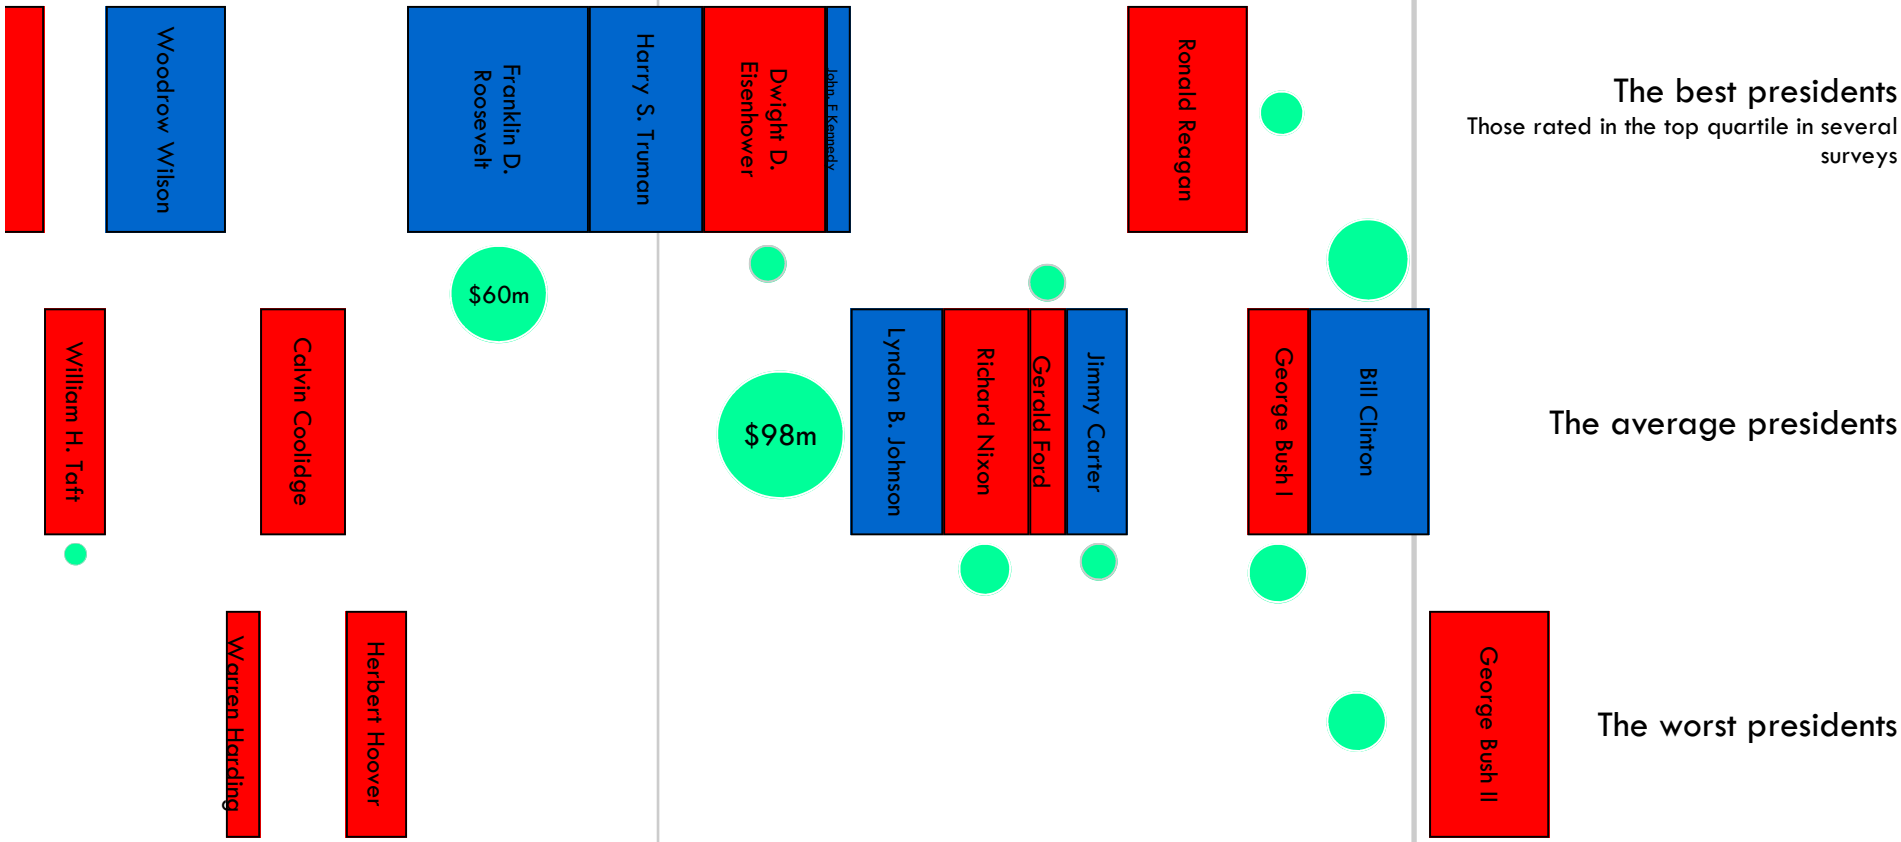 Woodrow Wilson
Franklin D.
Roosevelt
Harry S. Truman
Dwight D.
Eisenhower
John. F Kennedy
Ronald Reagan
The best presidents
Those rated in the top quartile in several
surveys
$60m
William H. Taft
Calvin Coolidge
$98m
Lyndon B. Johnson
Richard Nixon
Gerald Ford
Jimmy Carter
George Bush I
Bill Clinton
The average presidents
Warren Harding
Herbert Hoover
George Bush II
The worst presidents